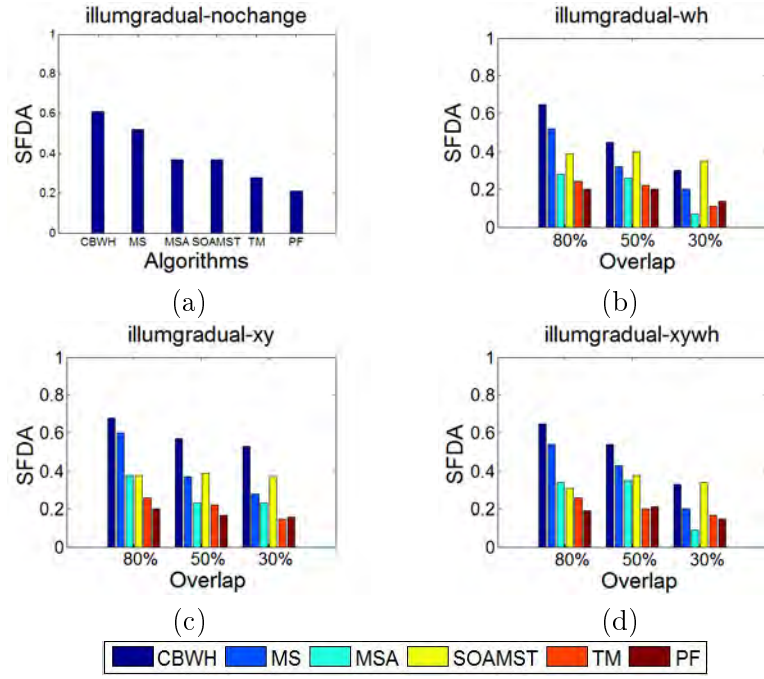 illumgradual-nochange
1
0.8
0.6
0.4
0.2
0
SFDA
CBWH MS MSA SOAMST TM PF
Algorithms
(a)
illumgradual-wh
1
0.8
0.6
0.4
0.2
0
SFDA
80% 50% 30%
Overlap
(b)
illumgradual-xy
1
0.8
0.6
0.4
0.2
0
SFDA
80% 50% 30%
Overlap
(c)
illumgradual-xywh
1
0.8
0.6
0.4
0.2
0
SFDA
80% 50% 30%
Overlap
(d)
CBWH MS MSA SOAMST TM PF